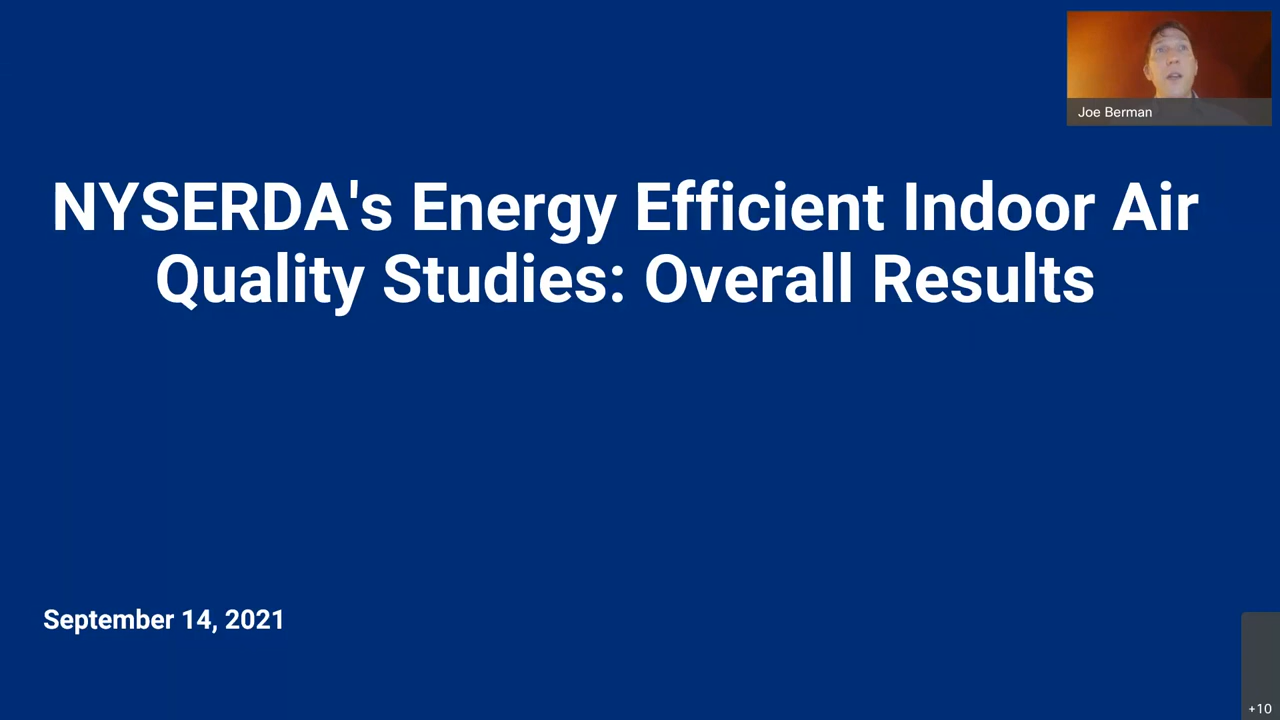 Joe Berman
NYSERDA's Energy Efficient Indoor Air
Quality Studies: Overall Results
September 14, 2021
+10